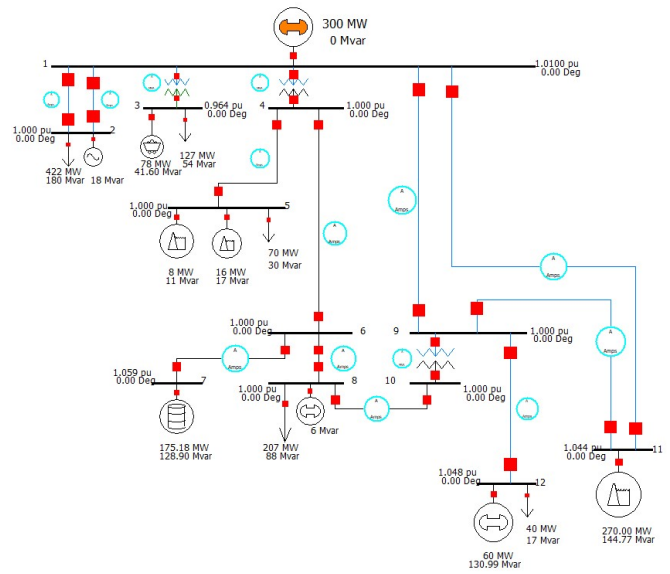 300 MW
0 Mvar
1
1.0100 pu
0.00 Deg
3
0.964 pu
0.00 Deg
4
1.000 pu
0.00 Deg
1.000 pu
0.00 Deg
2
422 MW
180 Mvar
18 Mvar
78 MW
41.60 Mvar
127 MW
54 Mvar
A
Amps
1.000 pu
0.00 Deg
5
8 MW
11 Mvar
16 MW
17 Mvar
70 MW
30 Mvar
A
Amps
A
Amps
A
Amps
1.000 pu
0.00 Deg
6
9
1.000 pu
0.00 Deg
A
Amps
A
Amps
A
Amps
1.059 pu
0.00 Deg
7
1.000 pu
0.00 Deg
8
10
1.000 pu
0.00 Deg
A
Amps
A
Amps
175.18 MW
128.90 Mvar
207 MW
88 Mvar
6 Mvar
1.044 pu
0.00 Deg
11
1.048 pu
0.00 Deg
12
40 MW
17 Mvar
60 MW
130.99 Mvar
270.00 MW
144.77 Mvar